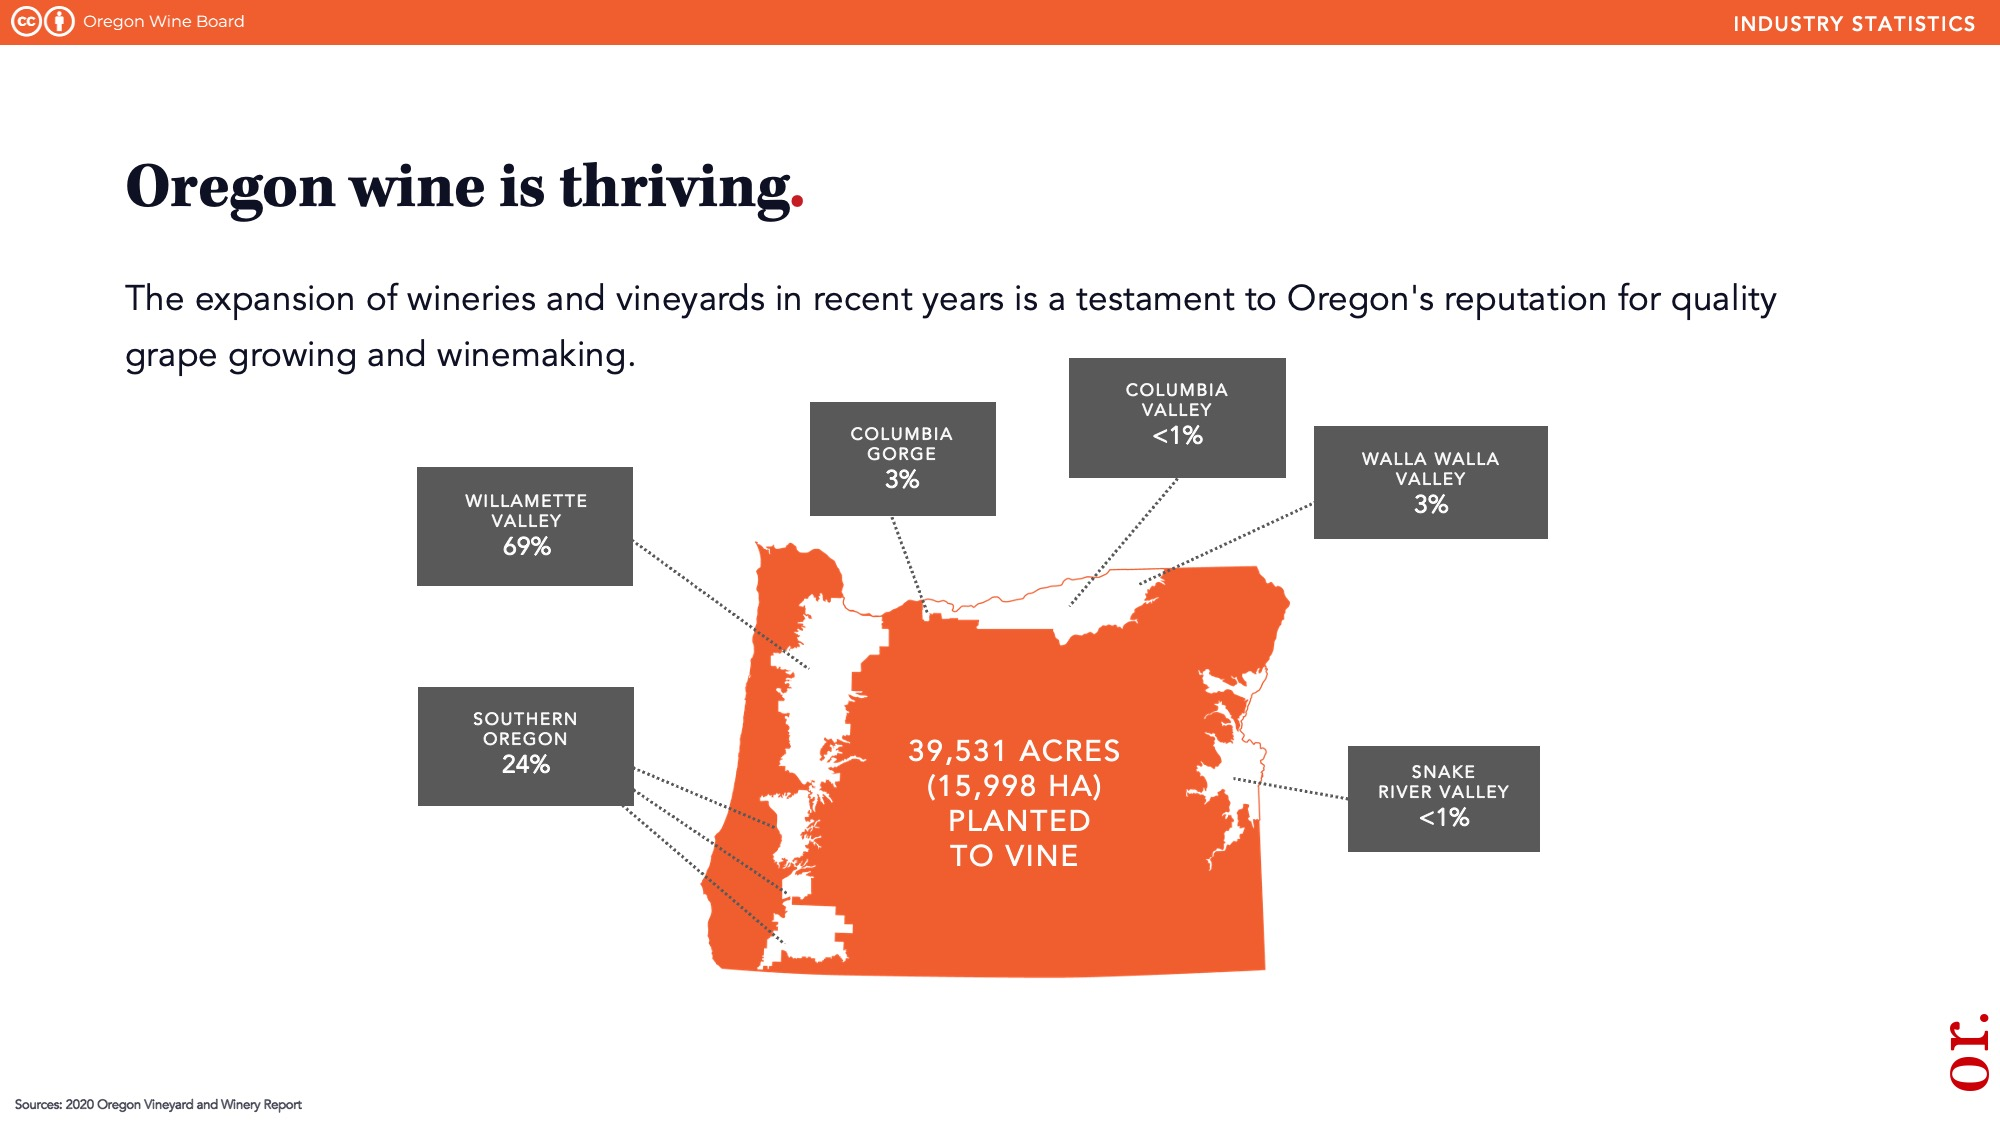 cc Oregon Wine Board
INDUSTRY STATISTICS
Oregon wine is thriving.
The expansion of wineries and vineyards in recent years is a testament to Oregon's reputation for quality
grape growing and winemaking.
COLUMBIA
VALLEY
<1%
COLUMBIA
GORGE
3%
WALLA WALLA
VALLEY
3%
WILLAMETTE
VALLEY
69%
SOUTHERN
OREGON
24%
39,531 ACRES
(15,998 HA)
PLANTED
TO VINE
SNAKE
RIVER VALLEY
<1%
or.
Sources: 2020 Oregon Vineyard and Winery Report